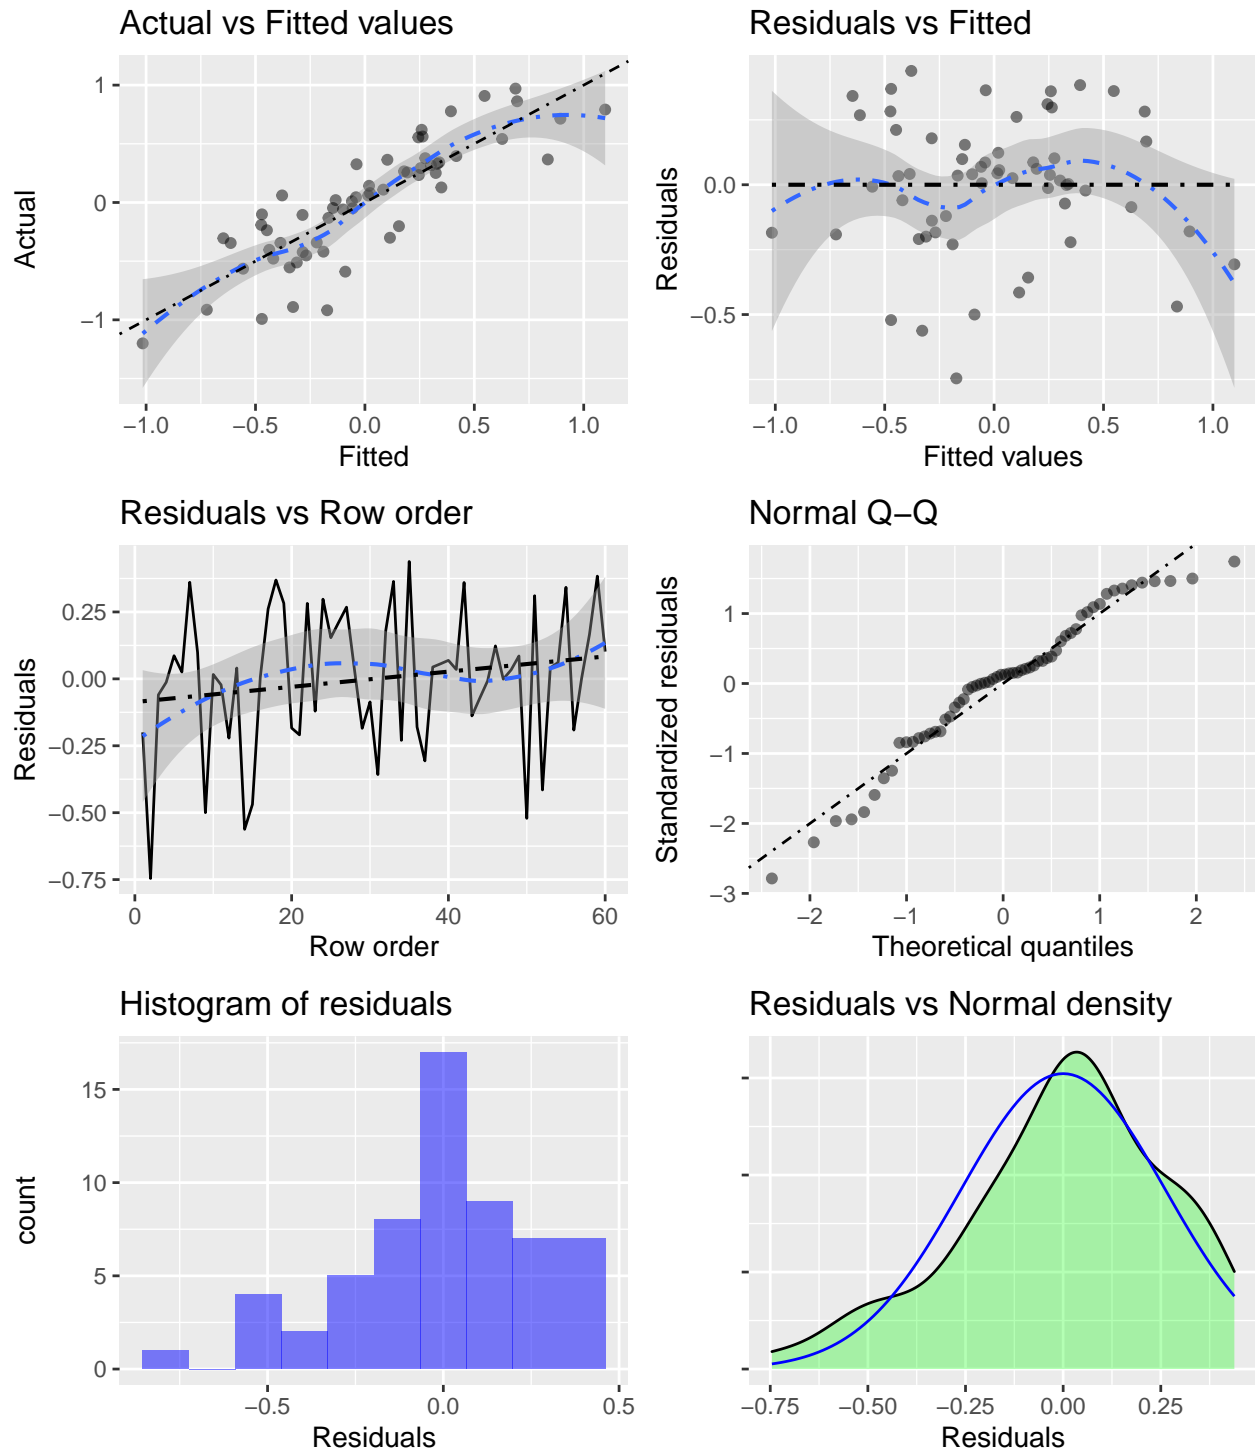 Actual vs Fitted values
Actual
1
0
−1
−1.0 −0.5 0.0 0.5 1.0
Fitted
Residuals vs Fitted
Residuals
0.0
−0.5
−1.0 −0.5 0.0 0.5 1.0
Fitted values
Residuals vs Row order
Residuals
0.25
0.00
−0.25
−0.50
−0.75
0 20 40 60
Row order
Normal Q−Q
Standardized residuals
1
0
−1
−2
−3
−2 −1 0 1 2
Theoretical quantiles
Histogram of residuals
count
15
10
5
0
−0.5 0.0 0.5
Residuals
Residuals vs Normal density
−0.75 −0.50 −0.25 0.00 0.25
Residuals